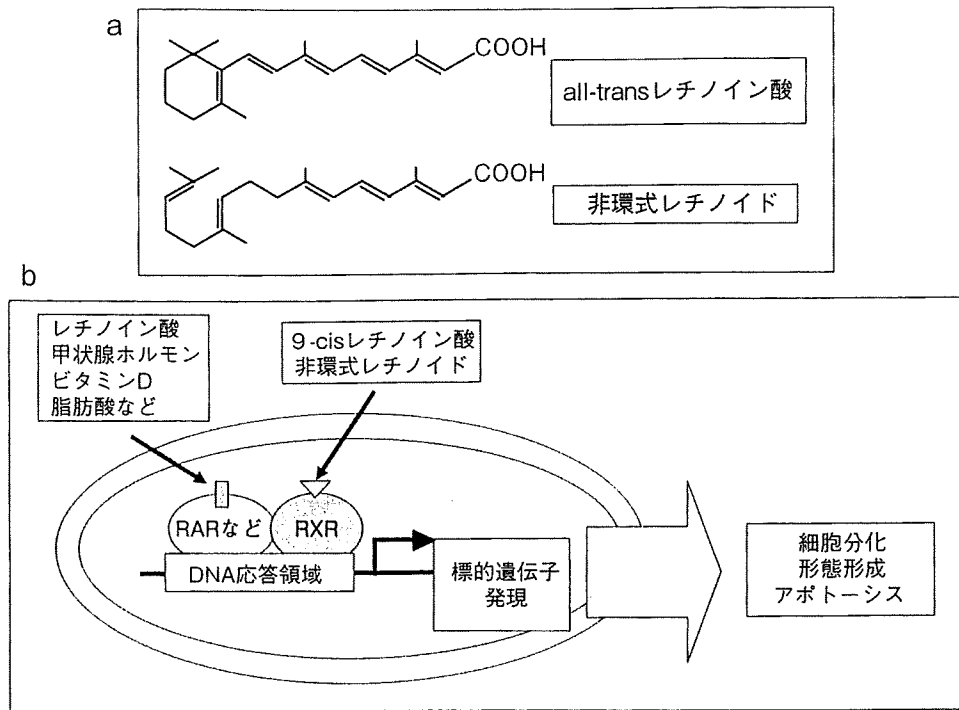 a
COOH
all-transレチノイン酸
COOH
非環式レチノイド
b
レチノイン酸
甲状腺ホルモン
ビタミンD
脂肪酸など
9-cisレチノイン酸
非環式レチノイド
RARなど
RXR
DNA応答領域
標的遺伝子
発現
細胞分化
形態形成
アポトーシス